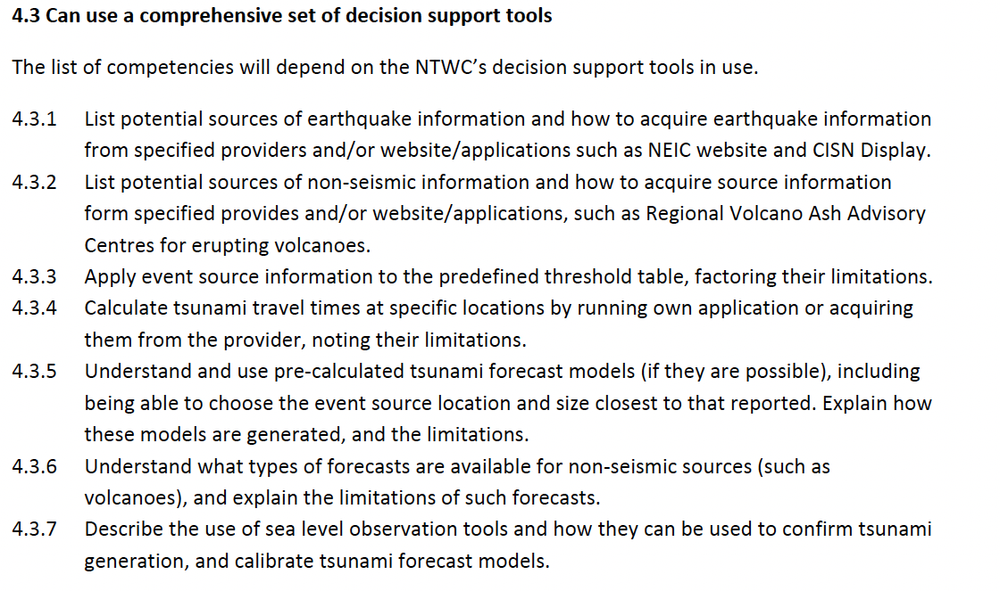 4.3 Can use a comprehensive set of decision support tools
The list of competencies will depend on the NTWC’s decision support tools in use.
4.3.1 List potential sources of earthquake information and how to acquire earthquake information
from specified providers and/or website/applications such as NEIC website and CISN Display.
4.3.2 List potential sources of non-seismic information and how to acquire source information
form specified provides and/or website/applications, such as Regional Volcano Ash Advisory
Centres for erupting volcanoes.
4.3.3 Apply event source information to the predefined threshold table, factoring their limitations.
4.3.4 Calculate tsunami travel times at specific locations by running own application or acquiring
them from the provider, noting their limitations.
4.3.5 Understand and use pre-calculated tsunami forecast models (if they are possible), including
being able to choose the event source location and size closest to that reported. Explain how
these models are generated, and the limitations.
4.3.6 Understand what types of forecasts are available for non-seismic sources (such as
volcanoes), and explain the limitations of such forecasts.
4.3.7 Describe the use of sea level observation tools and how they can be used to confirm tsunami
generation, and calibrate tsunami forecast models.